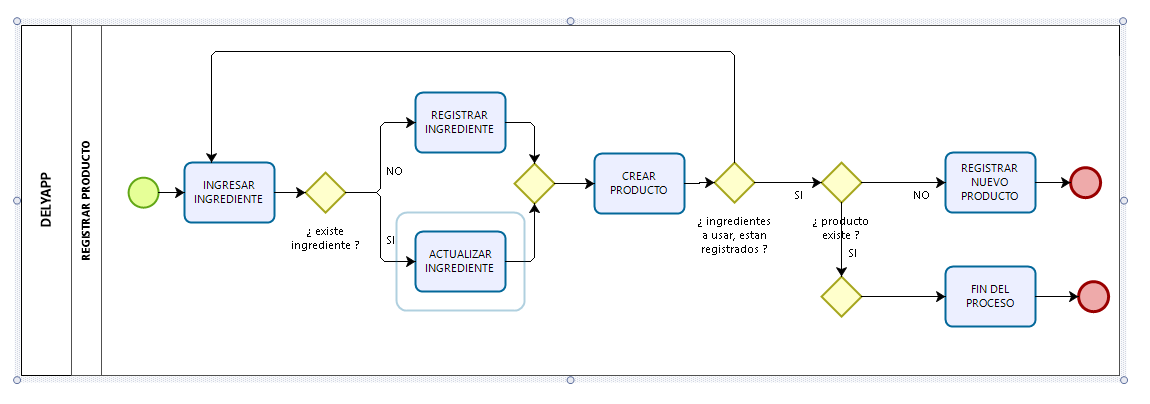 DELYAPP
REGISTRAR PRODUCTO
INGRESAR
INGREDIENTE
¿ existe
ingrediente ?
NO
SI
REGISTRAR
INGREDIENTE
ACTUALIZAR
INGREDIENTE
CREAR
PRODUCTO
¿ ingredientes
a usar, estan
registrados ?
SI
¿ producto
existe ?
NO
SI
REGISTRAR
NUEVO
PRODUCTO
FIN DEL
PROCESO